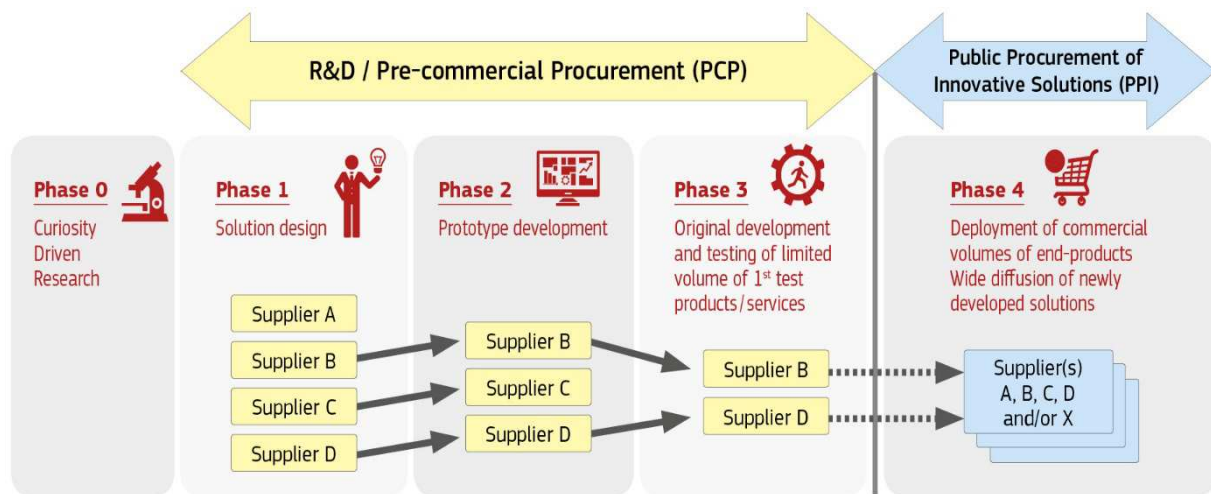 R&D / Pre-commercial Procurement (PCP)
Public Procurement of
Innovative Solutions (PPI)
Phase 0
Curiosity
Driven
Research
Phase 1
Solution design
Supplier A
Supplier B
Supplier C
Supplier D
Phase 2
Prototype development
Supplier B
Supplier C
Supplier D
Phase 3
Original development
and testing of limited
volume of 1st test
products/services
Supplier B
Supplier D
Phase 4
Deployment of commercial
volumes of end-products
Wide diffusion of newly
developed solutions
Supplier(s)
A, B, C, D
and/or X